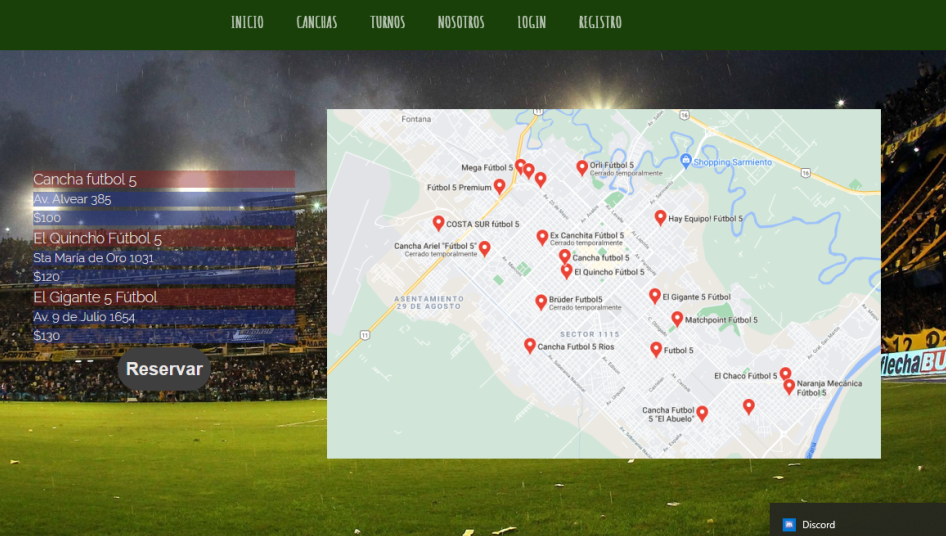 INICIO
CANCHAS
TURNOS
NOSOTROS
LOGIN
REGISTRO
Cancha futbol 5
Av. Alvear 385
$100
El Quincho Fútbol 5
Sta María de Oro 1031
$120
El Gigante 5 Fútbol
Av. 9 de Julio 1654
$130
Reservar
Fontana
11
16
Mega Fútbol 5
Orli Fútbol 5
Cerrado temporalmente
Shopping Sarmiento
16
Fútbol 5 Premium
COSTA SUR fútbol 5
Hay Equipo! Fútbol 5
Ex Canchita Fútbol 5
Cerrado temporalmente
Cancha Ariel "Fútbol 5"
Cerrado temporalmente
Cancha futbol 5
El Quincho Fútbol 5
ASENTAMIENTO
29 DE AGOSTO
Brüder Futbol5
Cerrado temporalmente
El Gigante 5 Fútbol
Matchpoint Fútbol 5
11
SECTOR 1115
Cancha Futbol 5 Rios
Futbol 5
El Chaco Fútbol 5
Naranja Mecánica
Fútbol 5
Cancha Futbol
5 "El Abuelo"
Discord